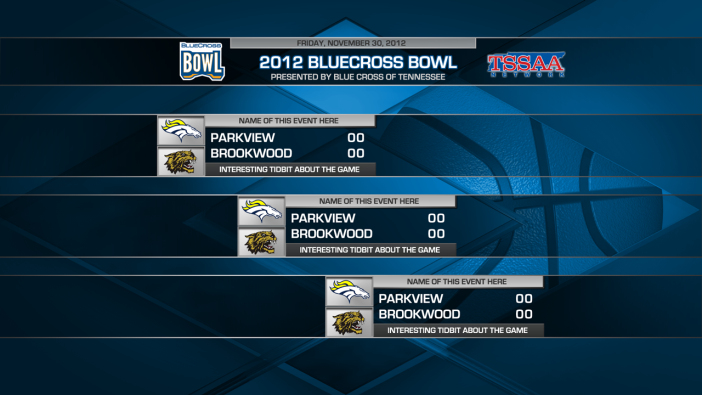 FRIDAY, NOVEMBER 30, 2012
BLUECROSS
BOWL
2012 BLUECROSS BOWL
PRESENTED BY BLUE CROSS OF TENNESSEE
TSSAA
NETWORK
NAME OF THIS EVENT HERE
PARKVIEW 00
BROOKWOOD 00
INTERESTING TIDBIT ABOUT THE GAME
NAME OF THIS EVENT HERE
PARKVIEW 00
BROOKWOOD 00
INTERESTING TIDBIT ABOUT THE GAME
NAME OF THIS EVENT HERE
PARKVIEW 00
BROOKWOOD 00
INTERESTING TIDBIT ABOUT THE GAME